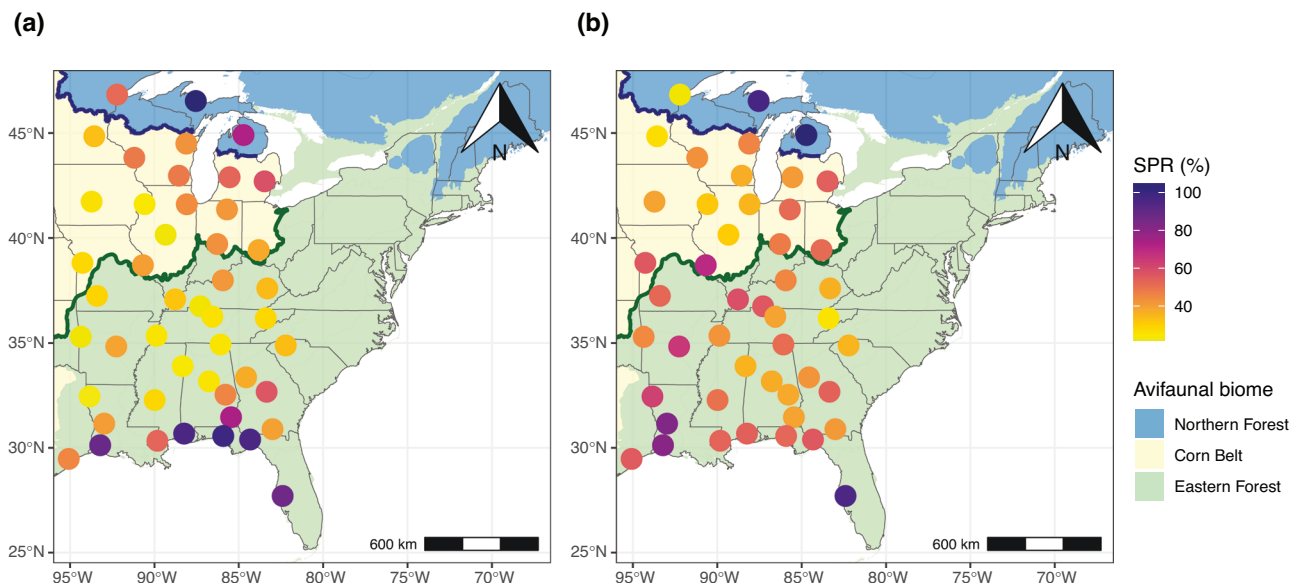 (a)
(b)
45°N
40°N
35°N
30°N
25°N
95°W
90°W
85°W
80°W
75°W
70°W
N
600 km
45°N
40°N
35°N
30°N
25°N
95°W
90°W
85°W
80°W
75°W
70°W
N
600 km
SPR (%)
100
80
60
40
Avifaunal biome
Northern Forest
Corn Belt
Eastern Forest